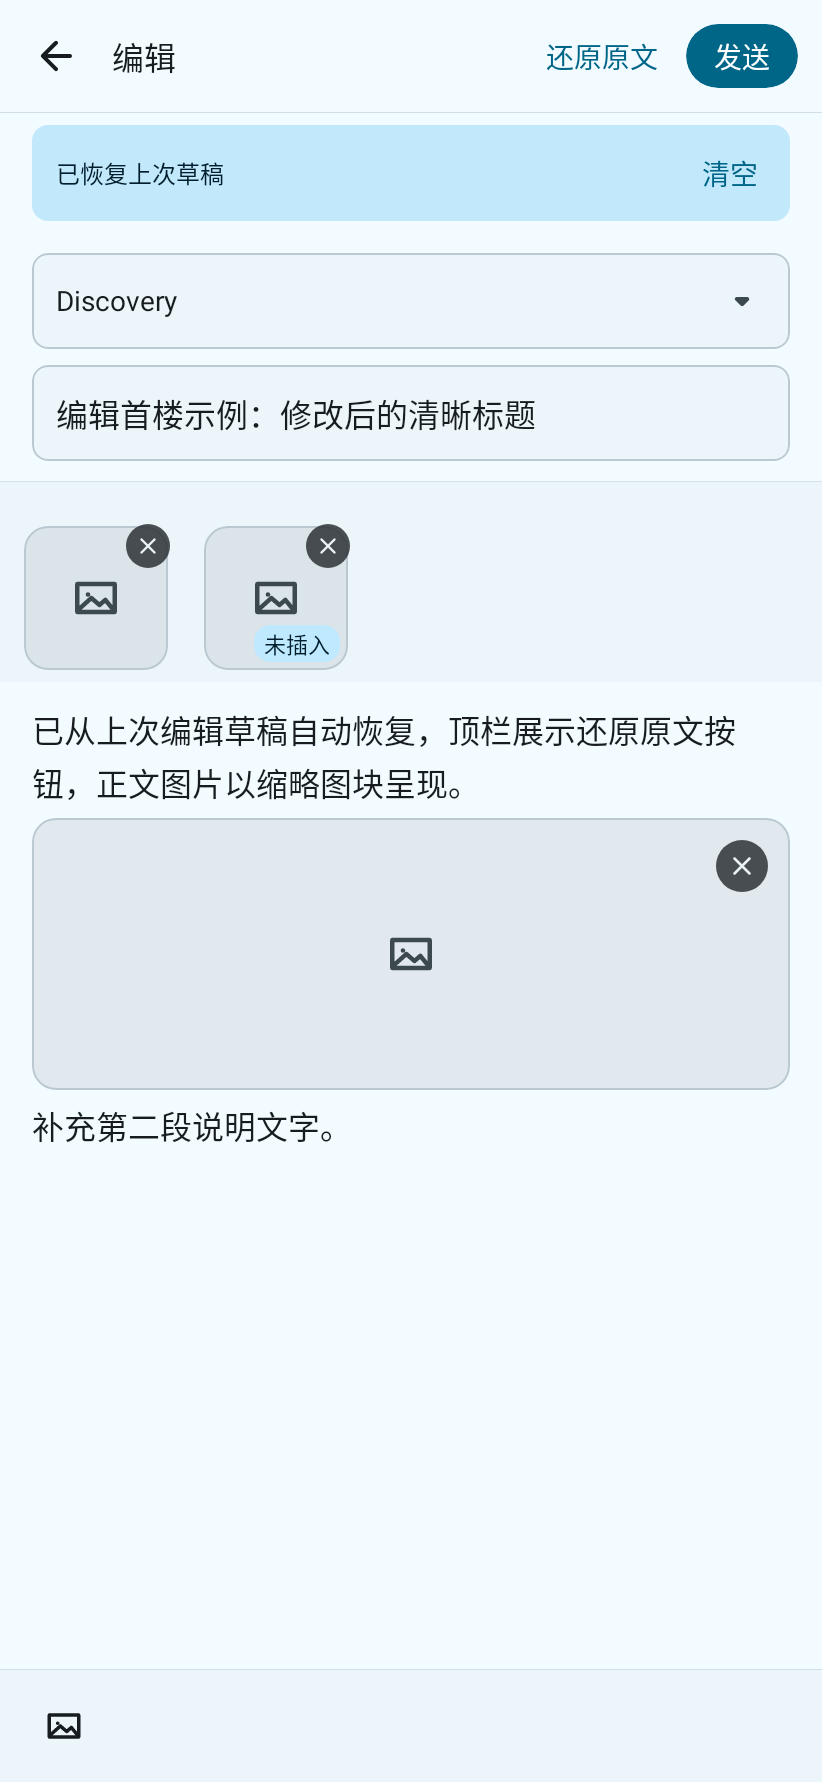 编辑
还原原文
发送
已恢复上次草稿
清空
Discovery
编辑首楼示例：修改后的清晰标题
未插入
已从上次编辑草稿自动恢复，顶栏展示还原原文按
钮，正文图片以缩略图块呈现。
补充第二段说明文字。